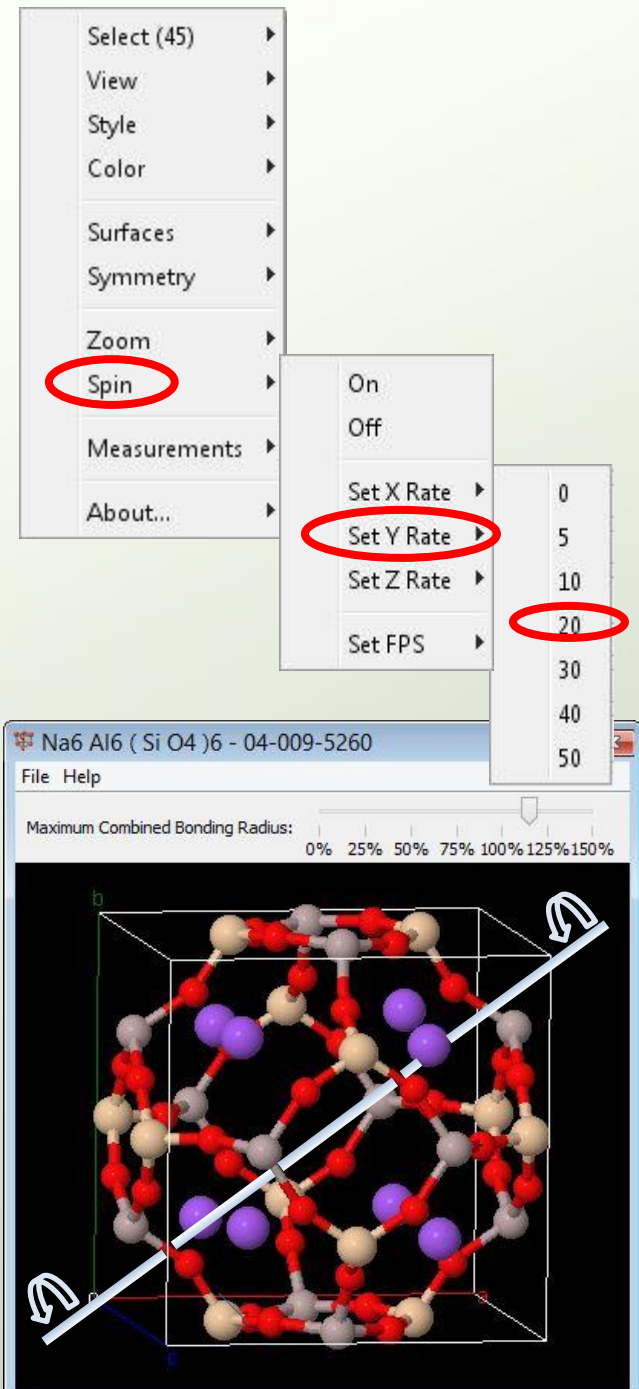 Select (45)
View
Style
Color
Surfaces
Symmetry
Zoom
Spin
Measurements
About...
On
Off
Set X Rate
Set Y Rate
Set Z Rate
Set FPS
0
5
10
20
30
40
50
Na6 Al6 ( Si O4 )6 - 04-009-5260
File Help
Maximum Combined Bonding Radius:
0% 25% 50% 75% 100% 125% 150%
b
a
c